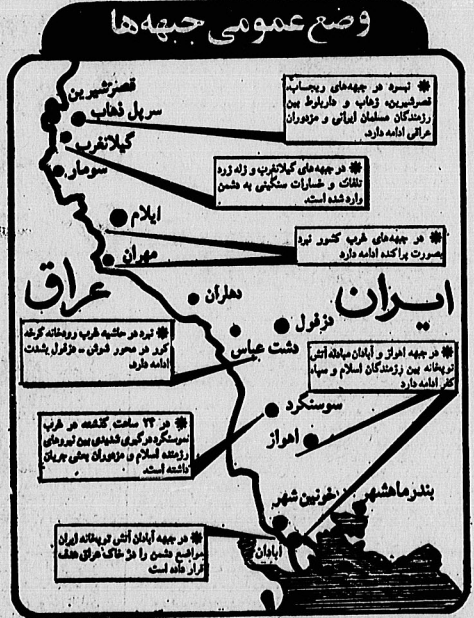 وضع عمومی جبهه‌ها
قصرشیرین
سرپل ذهاب
گیلانغرب
سومار
✻ نبرد در جبهه‌های ریجاب،
قصرشیرین، زهاب و داربلوط بین
رزمندگان مسلمان ایرانی و مزدوران
عراقی ادامه دارد.
✻ در جبهه‌های گیلانغرب و زله زرد
تلفات و خسارات سنگینی به دشمن
وارد شده است.
ایلام
مهران
✻ در جبهه‌های غرب کشور نبرد
بصورت پراکنده ادامه دارد
عراق
ایران
دهلران
دزفول
دشت عباس
✻ نبرد در حاشیه غرب رودخانه کرخه
کور در محور شوش - دزفول بشدت
ادامه دارد.
✻ در جبهه اهواز و آبادان مبادله آتش
توپخانه بین رزمندگان اسلام و سپاه
کفر ادامه دارد
سوسنگرد
اهواز
✻ در ۲۴ ساعت گذشته در غرب
سوسنگرد درگیری شدیدی بین نیروهای
رزمنده اسلام و مزدوران بعثی جریان
داشته است.
خونین شهر
بندرماهشهر
آبادان
✻ در جبهه آبادان آتش توپخانه ایران
مواضع دشمن را در خاک عراق هدف
قرار داده است